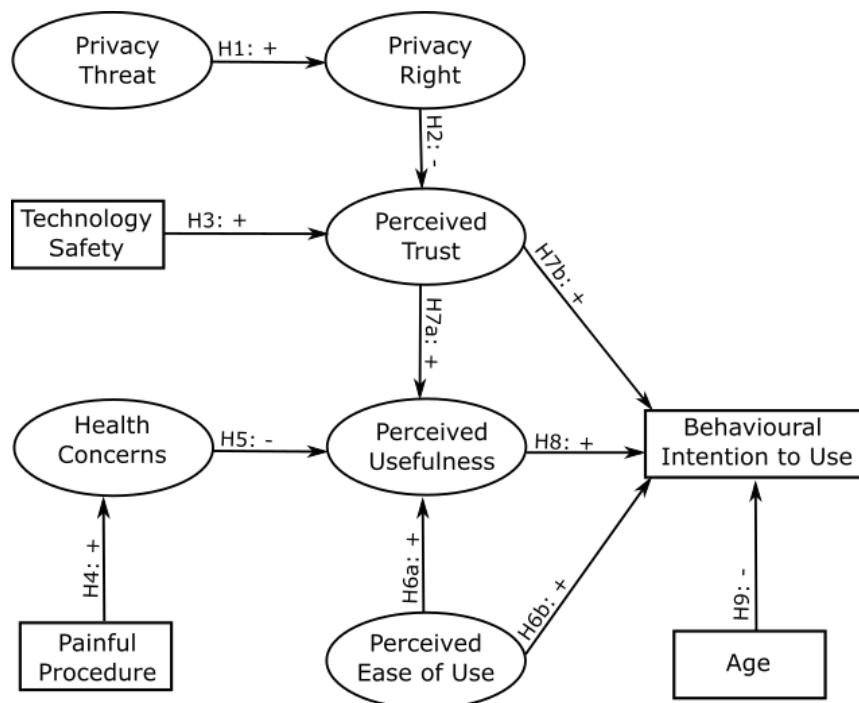 Privacy
Threat
H1: +
Privacy
Right
H2: -
Technology
Safety
H3: +
Perceived
Trust
H7b: +
H7a: +
Health
Concerns
H5: -
Perceived
Usefulness
H8: +
Behavioural
Intention to Use
H4: +
H6a: +
H6b: +
H9: -
Painful
Procedure
Perceived
Ease of Use
Age